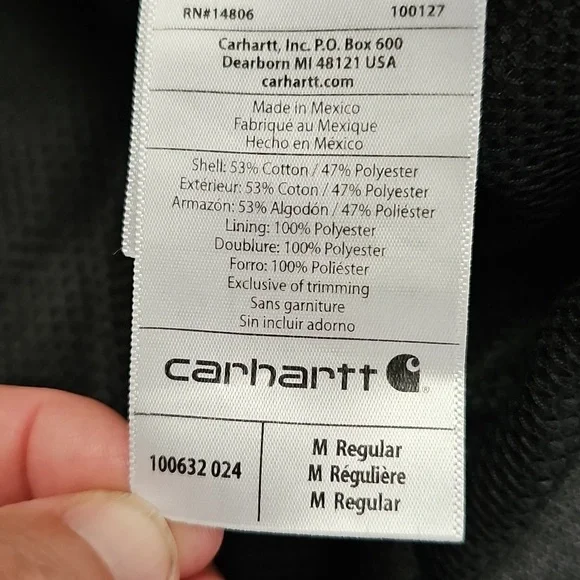 RN#14806 100127
Carhartt, Inc. P.O. Box 600
Dearborn MI 48121 USA
carhartt.com
Made in Mexico
Fabriqué au Mexique
Hecho en México
Shell: 53% Cotton / 47% Polyester
Extérieur: 53% Coton / 47% Polyester
Armazón: 53% Algodón / 47% Poliéster
Lining: 100% Polyester
Doublure: 100% Polyester
Forro: 100% Poliéster
Exclusive of trimming
Sans garniture
Sin incluir adorno
carhartt
100632 024
M Regular
M Régulière
M Regular